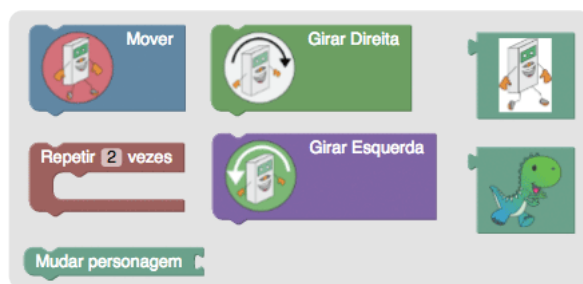 Mover
Girar Direita
Repetir 2 vezes
Girar Esquerda
Mudar personagem